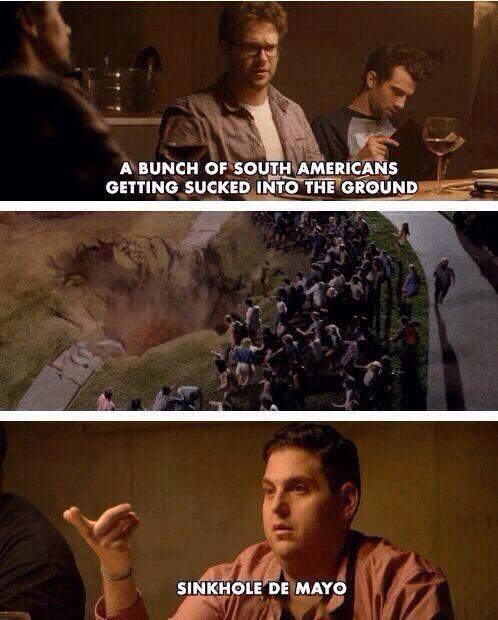 A BUNCH OF SOUTH AMERICANS
GETTING SUCKED INTO THE GROUND
SINKHOLE DE MAYO